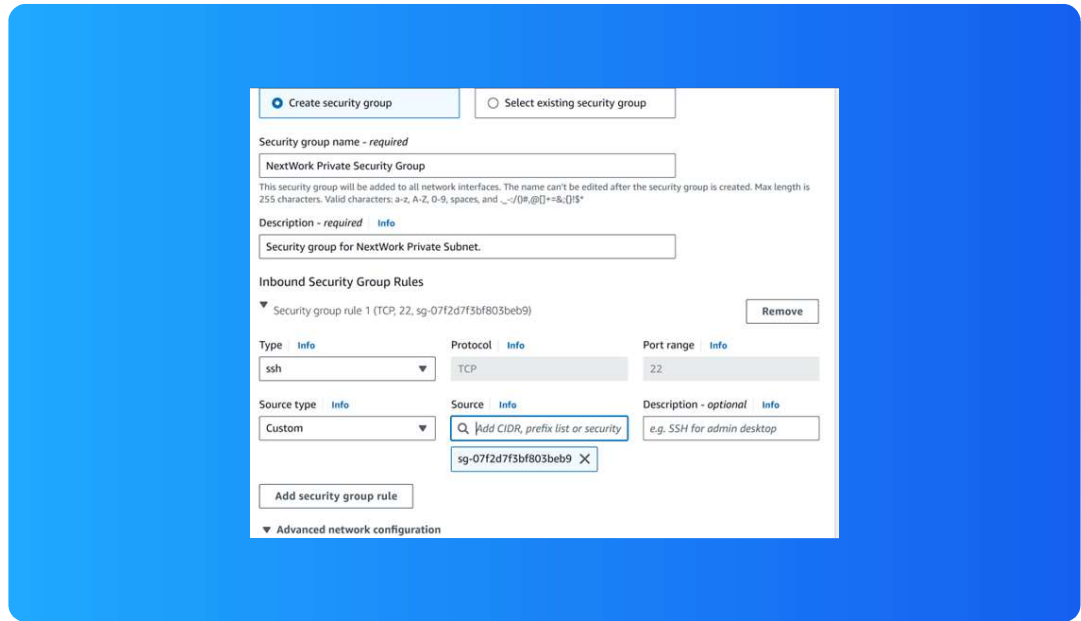 Create security group
Select existing security group
Security group name - required
NextWork Private Security Group
This security group will be added to all network interfaces. The name can't be edited after the security group is created. Max length is
255 characters. Valid characters: a-z, A-Z, 0-9, spaces, and ._-:/()#,@[]+=&;{}!$*
Description - required Info
Security group for NextWork Private Subnet.
Inbound Security Group Rules
Security group rule 1 (TCP, 22, sg-07f2d7f3bf803beb9)
Remove
Type Info
Protocol Info
Port range Info
ssh
TCP
22
Source type Info
Source Info
Description - optional Info
Custom
Add CIDR, prefix list or security
e.g. SSH for admin desktop
sg-07f2d7f3bf803beb9
Add security group rule
Advanced network configuration